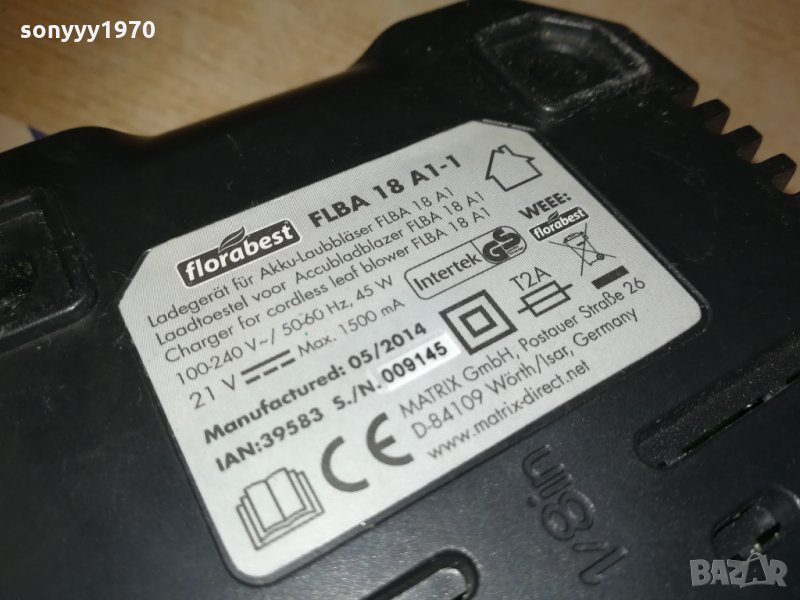 sonyyy1970
florabest
FLBA 18 A1-1
Ladegerät für Akku-Laubbläser FLBA 18 A1
Laadtoestel voor Accubladblazer FLBA 18 A1
Charger for cordless leaf blower FLBA 18 A1
100-240 V~/ 50-60 Hz, 45 W
21 V Max. 1500 mA
Manufactured: 05/2014
IAN:39583 S./N. 009145
Intertek GS
WEEE:
florabest
T2A
CE
MATRIX GmbH, Postauer Straße 26
D-84109 Wörth/Isar, Germany
www.matrix-direct.net
BAZAR